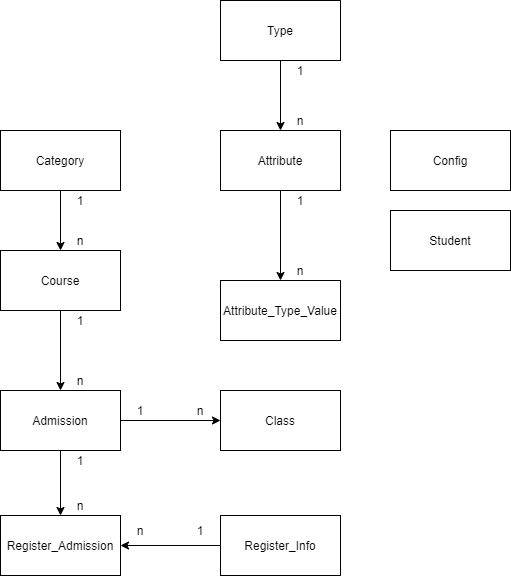 Type
1
n
Category
Attribute
Config
1
1
n
n
Student
Course
Attribute_Type_Value
1
n
Admission
1
n
Class
1
n
Register_Admission
n
1
Register_Info